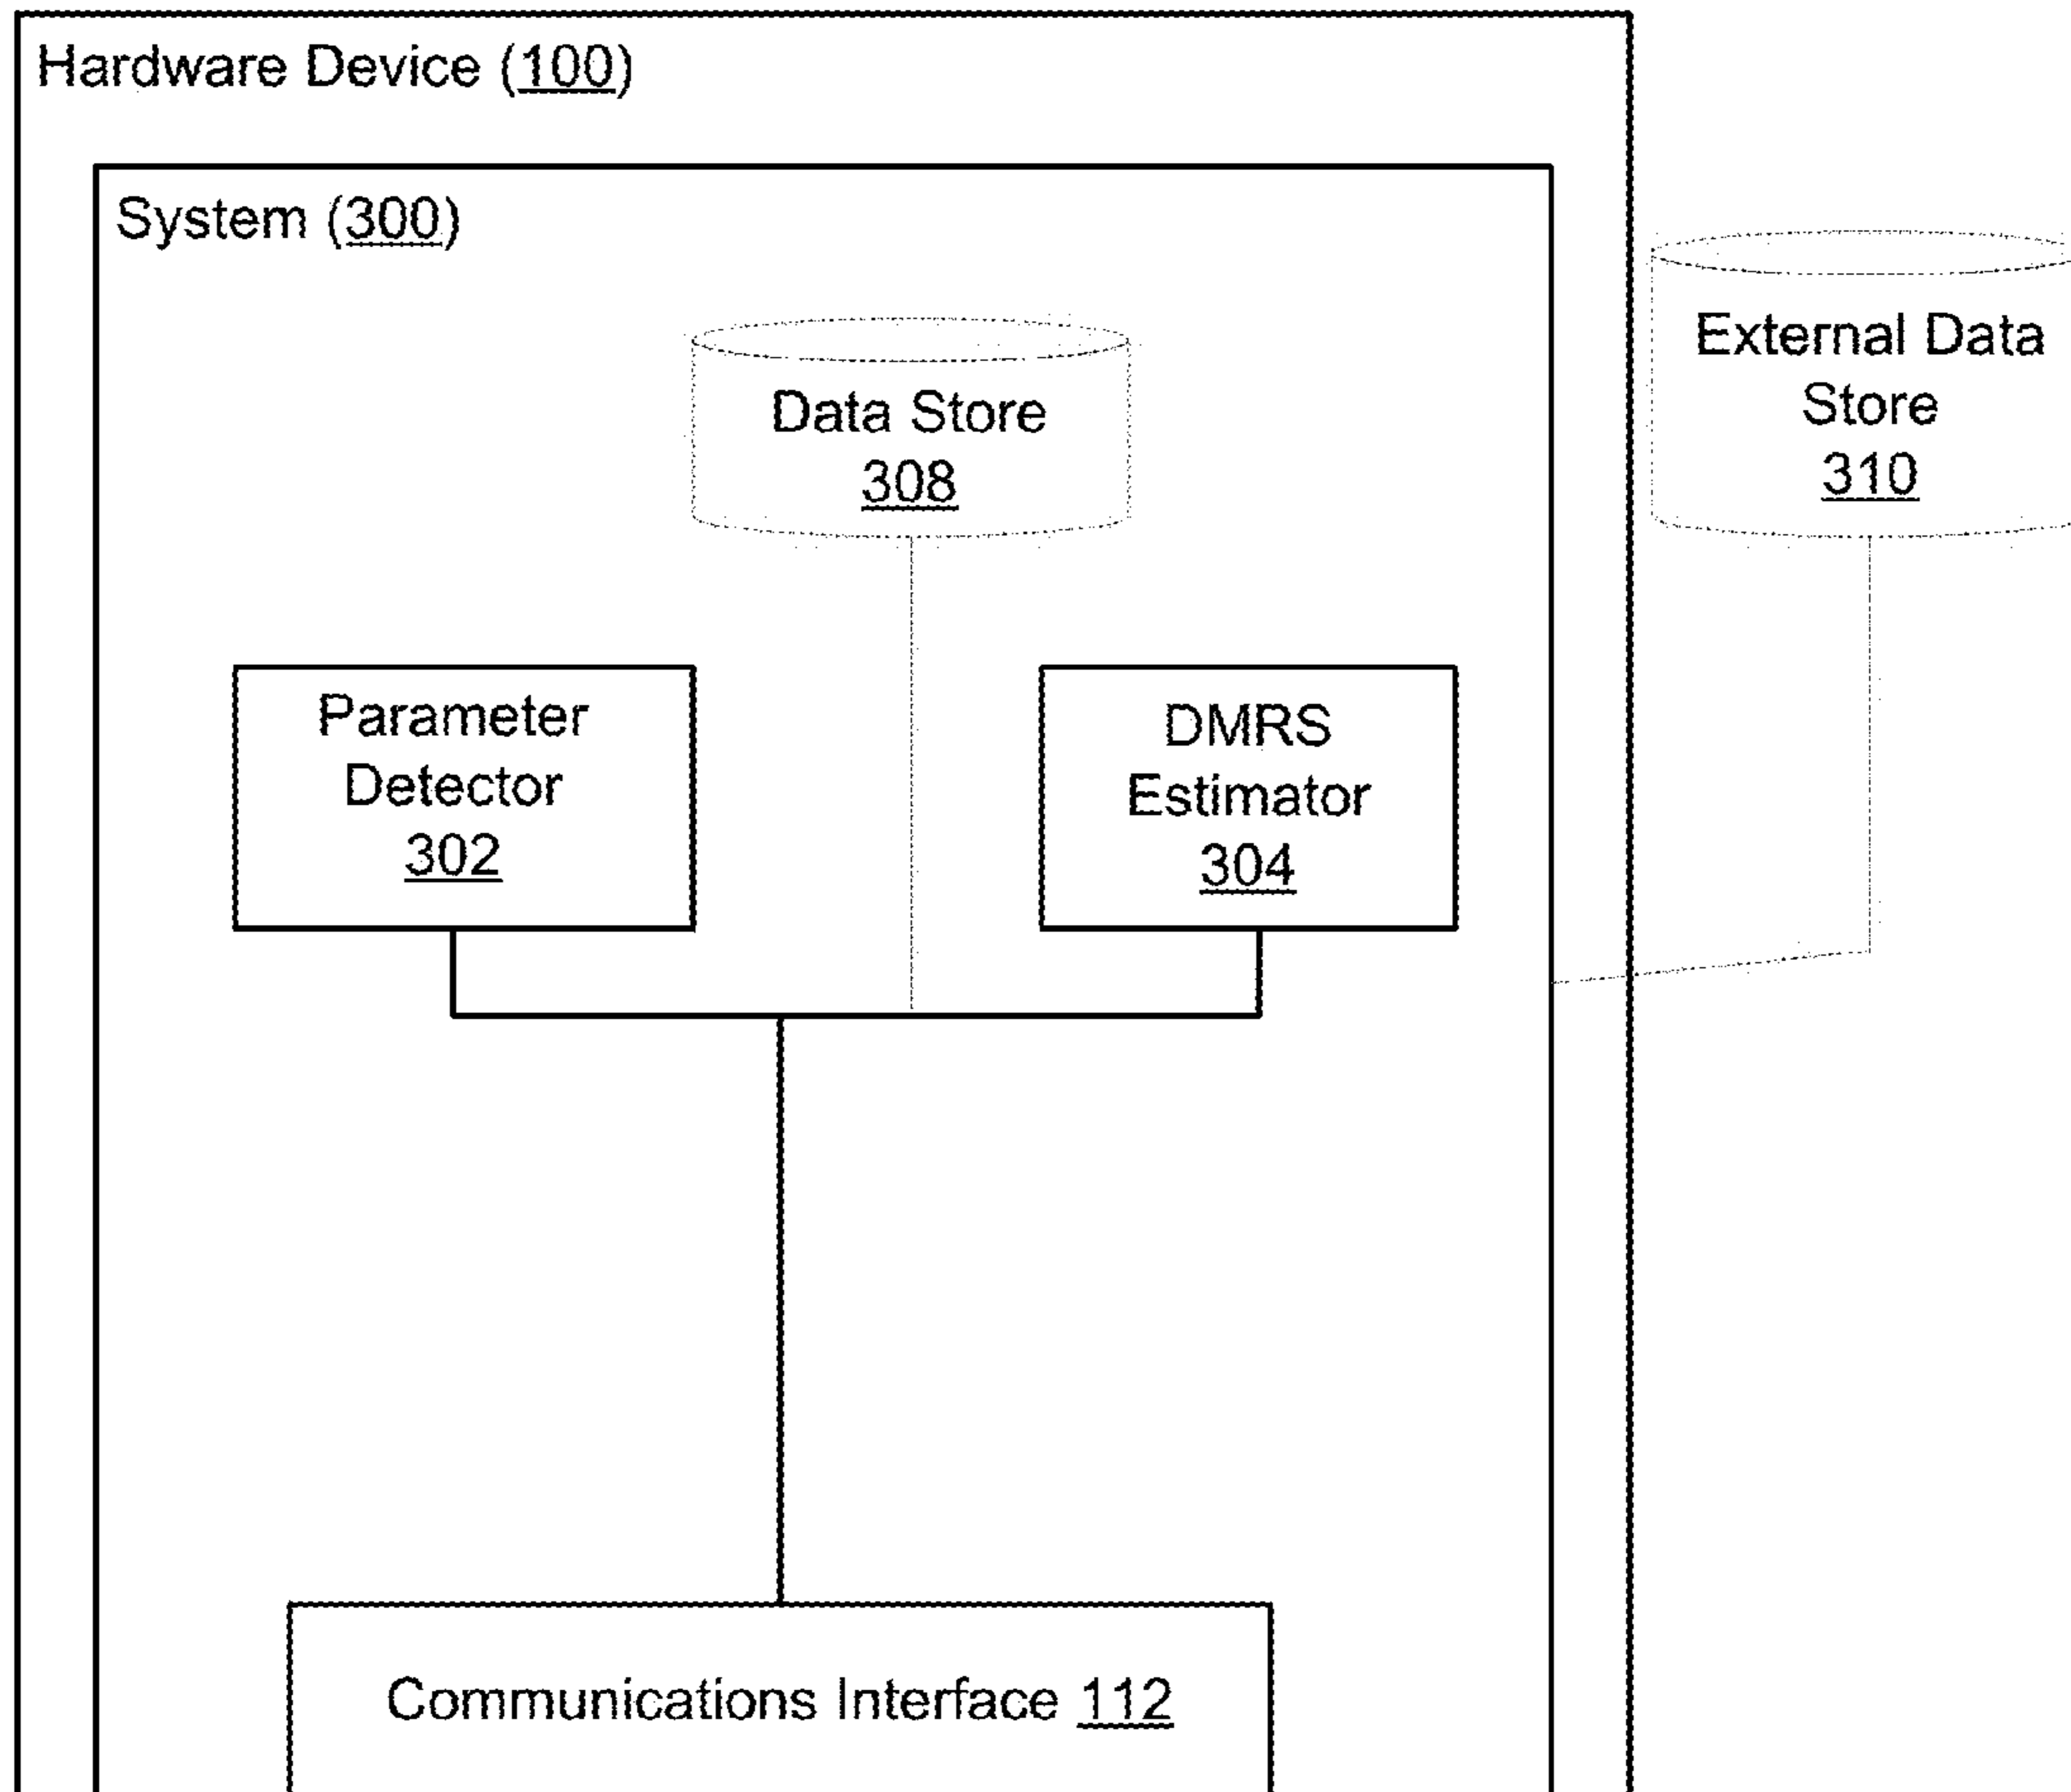 Hardware Device (100)
System (300)
Data Store
308
External Data
Store
310
Parameter
Detector
302
DMRS
Estimator
304
Communications Interface 112